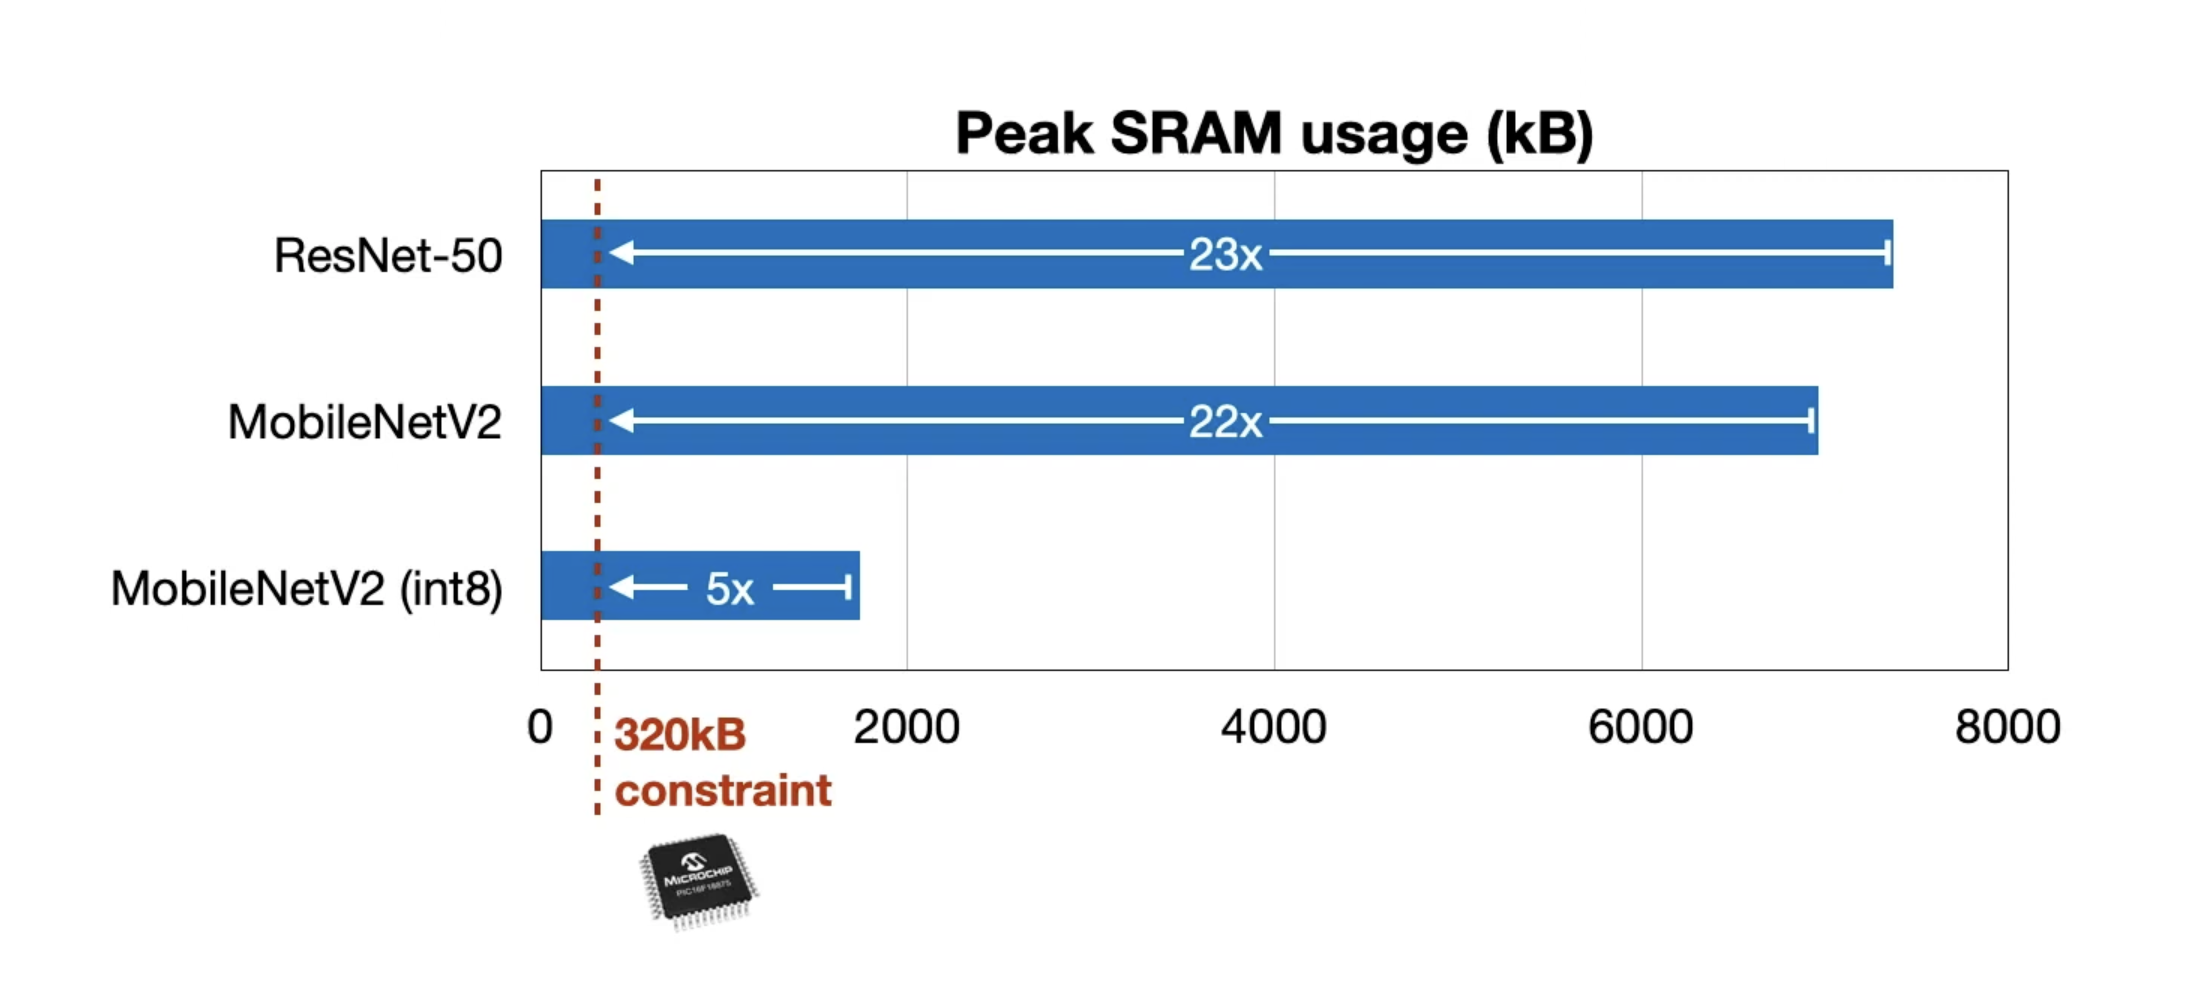 Peak SRAM usage (kB)
ResNet-50
23x
MobileNetV2
22x
MobileNetV2 (int8)
5x
0
2000
4000
6000
8000
320kB
constraint
MICROCHIP
PIC16F18875